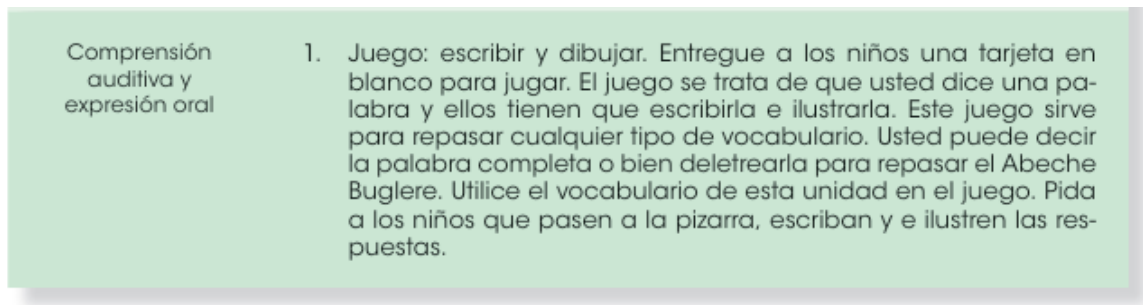 Comprensión
auditiva y
expresión oral
1. Juego: escribir y dibujar. Entregue a los niños una tarjeta en
blanco para jugar. El juego se trata de que usted dice una pa-
labra y ellos tienen que escribirla e ilustrarla. Este juego sirve
para repasar cualquier tipo de vocabulario. Usted puede decir
la palabra completa o bien deletrearla para repasar el Abeche
Buglere. Utilice el vocabulario de esta unidad en el juego. Pida
a los niños que pasen a la pizarra, escriban y e ilustren las res-
puestas.